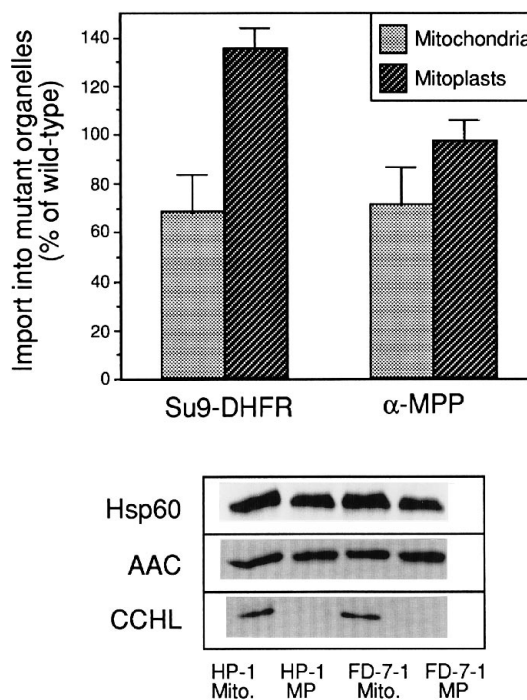 Import into mutant organelles
(% of wild-type)
140
120
100
80
60
40
20
0
Mitochondria
Mitoplasts
Su9-DHFR
α-MPP
Hsp60
AAC
CCHL
HP-1 HP-1 FD-7-1 FD-7-1
Mito. MP Mito. MP